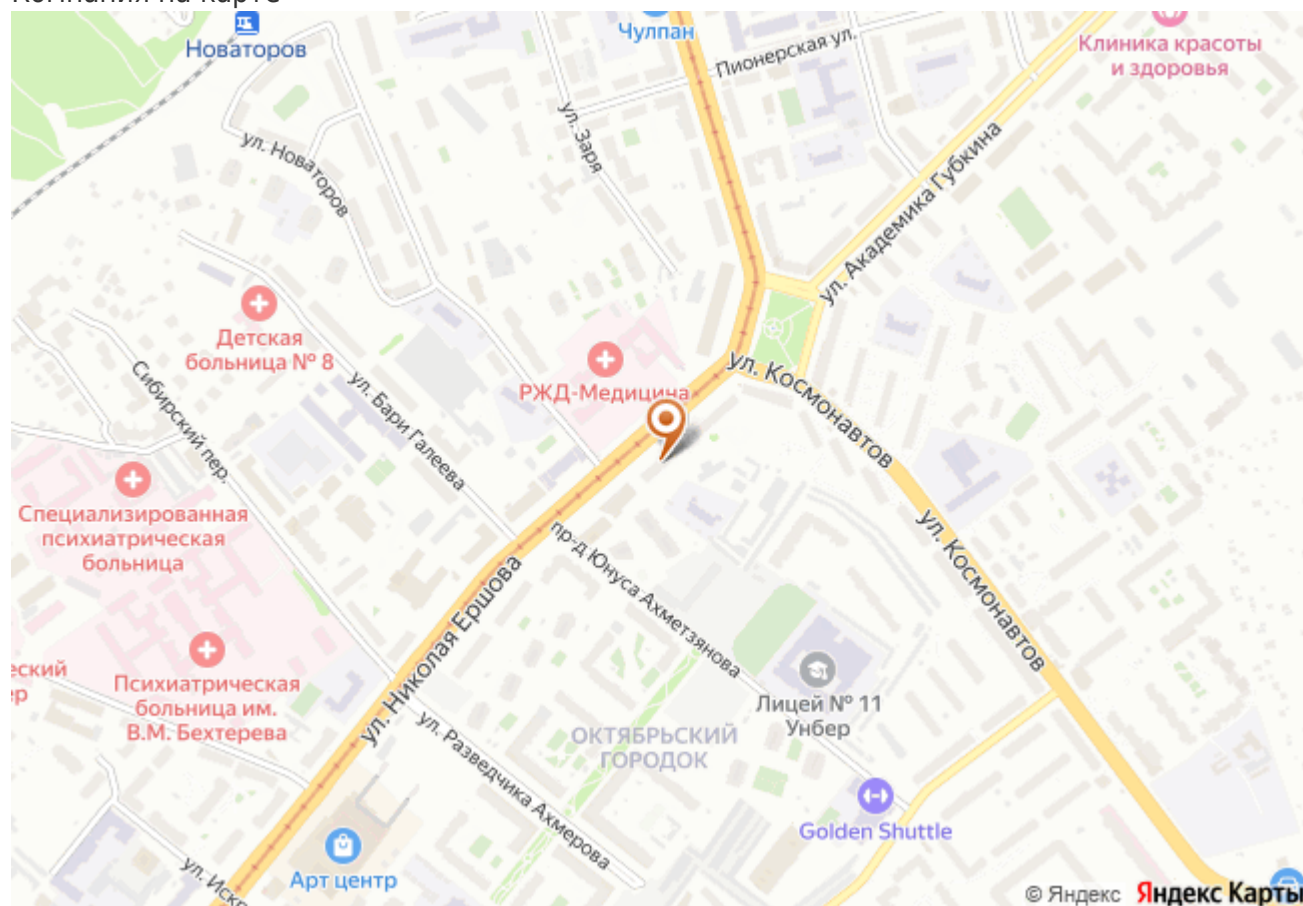 Новаторов
Чулпан
Пионерская ул.
Клиника красоты
и здоровья
ул. Новаторов
ул. Заря
ул. Академика Губкина
Детская
больница № 8
РЖД-Медицина
ул. Космонавтов
Сибирский пер.
ул. Бари Галеева
Специализированная
психиатрическая
больница
ул. Космонавтов
пр-д Юнуса Ахметзянова
ул. Николая Ершова
Психиатрическая
больница им.
В.М. Бехтерева
Лицей № 11
Унбер
ОКТЯБРЬСКИЙ
ГОРОДОК
ул. Разведчика Ахмерова
Golden Shuttle
Арт центр
© Яндекс Яндекс Карты